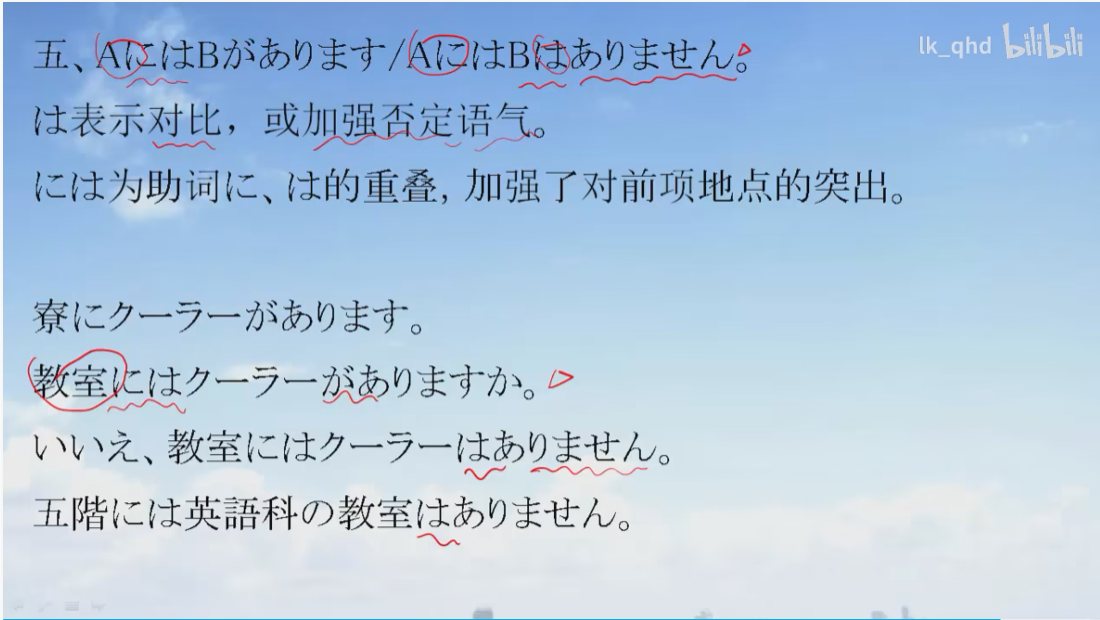 lk_qhd bilibili
五、AにはBがあります/AにはBはありません。
は表示对比，或加强否定语气。
には为助词に、は的重叠，加强了对前项地点的突出。
寮にクーラーがあります。
教室にはクーラーがありますか。
いいえ、教室にはクーラーはありません。
五階には英語科の教室はありません。